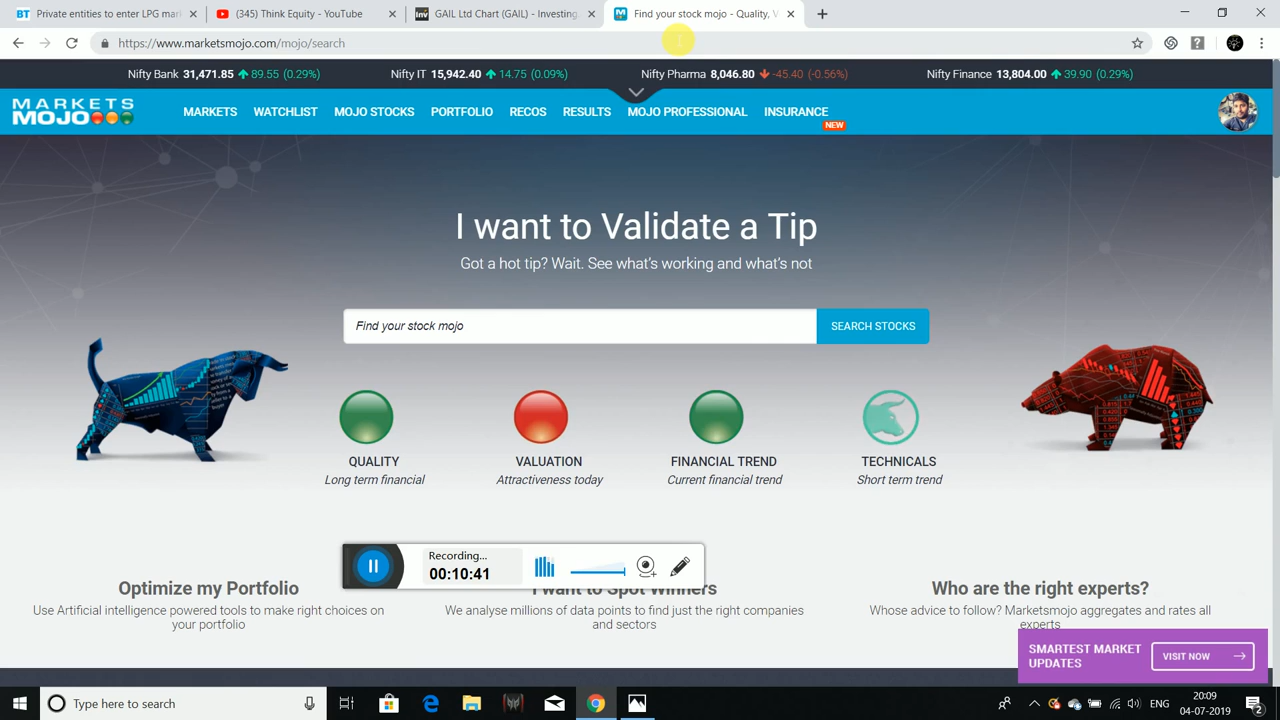 Private entities to enter LPG mark
(345) Think Equity - YouTube
GAIL Ltd Chart (GAIL) - Investing.
Find your stock mojo - Quality, V
https://www.marketsmojo.com/mojo/search
Nifty Bank 31,471.85 89.55 (0.29%)
Nifty IT 15,942.40 14.75 (0.09%)
Nifty Pharma 8,046.80 -45.40 (-0.56%)
Nifty Finance 13,804.00 39.90 (0.29%)
MARKETS
MOJO
MARKETS WATCHLIST MOJO STOCKS PORTFOLIO RECOS RESULTS MOJO PROFESSIONAL INSURANCE
NEW
I want to Validate a Tip
Got a hot tip? Wait. See what's working and what's not
Find your stock mojo
SEARCH STOCKS
QUALITY
Long term financial
VALUATION
Attractiveness today
FINANCIAL TREND
Current financial trend
TECHNICALS
Short term trend
Recording...
00:10:41
Optimize my Portfolio
Use Artificial intelligence powered tools to make right choices on
your portfolio
I want to Spot Winners
We analyse millions of data points to find just the right companies
and sectors
Who are the right experts?
Whose advice to follow? Marketsmojo aggregates and rates all
experts
SMARTEST MARKET
UPDATES
VISIT NOW
Type here to search
ENG
20:09
04-07-2019
2